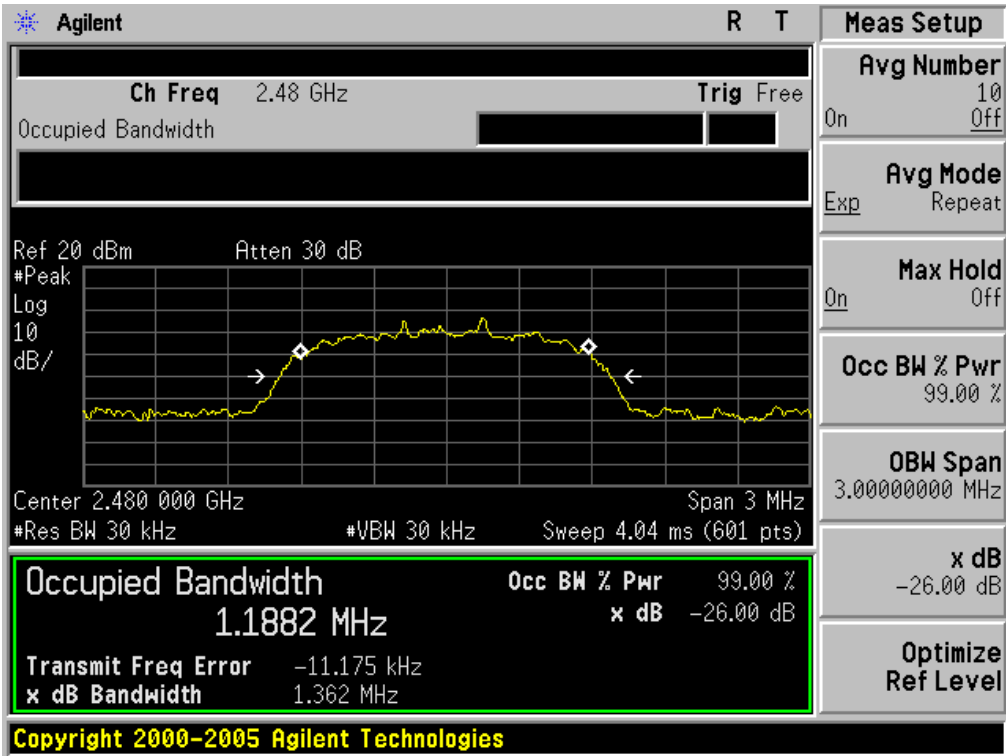 Agilent R T
Meas Setup
Ch Freq 2.48 GHz Trig Free
Occupied Bandwidth
Ref 20 dBm Atten 30 dB
#Peak
Log
10
dB/
Center 2.480 000 GHz Span 3 MHz
#Res BW 30 kHz #VBW 30 kHz Sweep 4.04 ms (601 pts)
Occupied Bandwidth Occ BW % Pwr 99.00 %
1.1882 MHz x dB -26.00 dB
Transmit Freq Error -11.175 kHz
x dB Bandwidth 1.362 MHz
Avg Number
10
On Off
Avg Mode
Exp Repeat
Max Hold
On Off
Occ BW % Pwr
99.00 %
OBW Span
3.00000000 MHz
x dB
-26.00 dB
Optimize
Ref Level
Copyright 2000-2005 Agilent Technologies